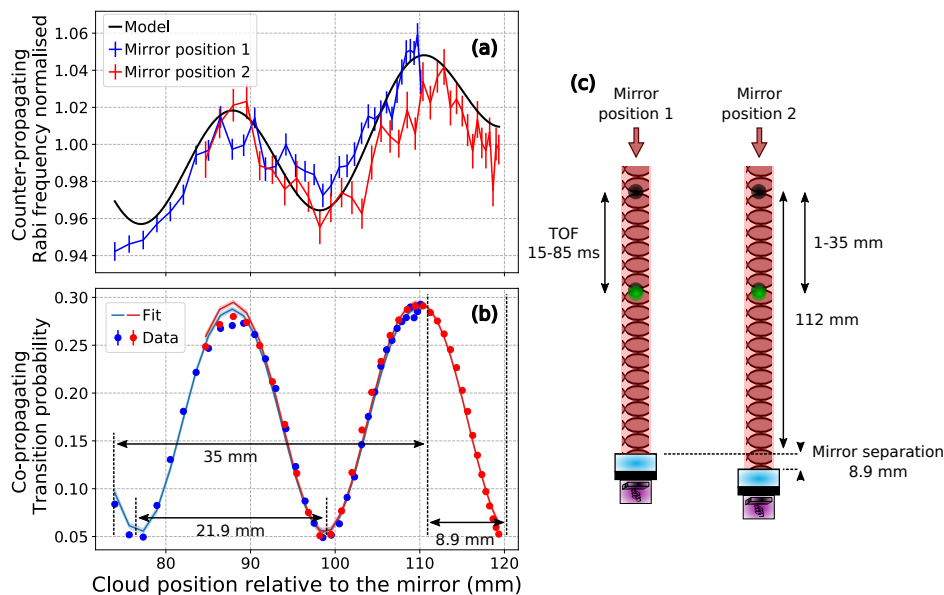 1.06
1.04
1.02
1.00
0.98
0.96
0.94
Counter-propagating
Rabi frequency normalised
Model
Mirror position 1
Mirror position 2
(a)
0.30
0.25
0.20
0.15
0.10
0.05
Co-propagating
Transition probability
Fit
Data
(b)
35 mm
21.9 mm
8.9 mm
80
90
100
110
120
Cloud position relative to the mirror (mm)
(c)
Mirror
position 1
Mirror
position 2
TOF
15-85 ms
1-35 mm
112 mm
Mirror separation
8.9 mm